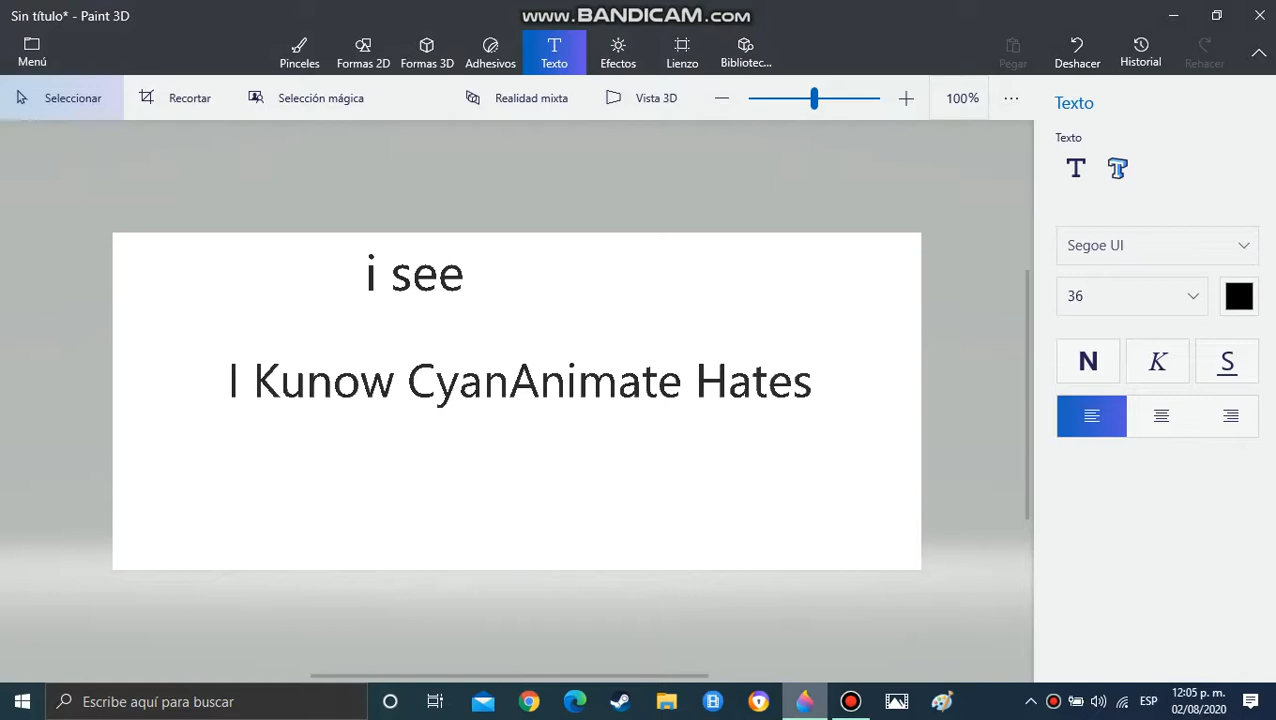 Sin título* - Paint 3D
www.BANDICAM.com
Menú
Pinceles
Formas 2D
Formas 3D
Adhesivos
Texto
Efectos
Lienzo
Bibliotec...
Pegar
Deshacer
Historial
Rehacer
Seleccionar
Recortar
Selección mágica
Realidad mixta
Vista 3D
100%
Texto
Texto
Segoe UI
36
N K S
i see
I Kunow CyanAnimate Hates
Escribe aquí para buscar
ESP
12:05 p. m.
02/08/2020